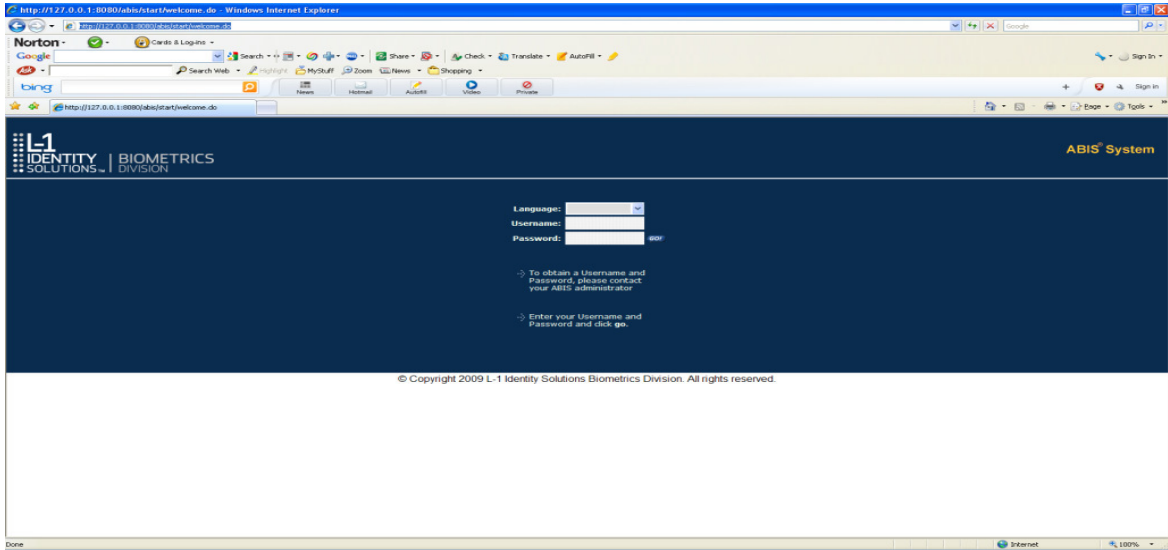 http://127.0.0.1:8080/abis/start/welcome.do - Windows Internet Explorer
http://127.0.0.1:8080/abis/start/welcome.do
Google
Norton
Cards & Log-ins
Google
Search
Share
Check
Translate
AutoFill
Sign In
Ask
Search Web
Highlight
MyStuff
Zoom
News
Shopping
bing
News
Hotmail
Autofill
Video
Private
Sign in
http://127.0.0.1:8080/abis/start/welcome.do
Page
Tools
L-1
IDENTITY
SOLUTIONS
BIOMETRICS
DIVISION
ABIS® System
Language:
Username:
Password:
GO!
To obtain a Username and
Password, please contact
your ABIS administrator
Enter your Username and
Password and click go.
© Copyright 2009 L-1 Identity Solutions Biometrics Division. All rights reserved.
Done
Internet
100%